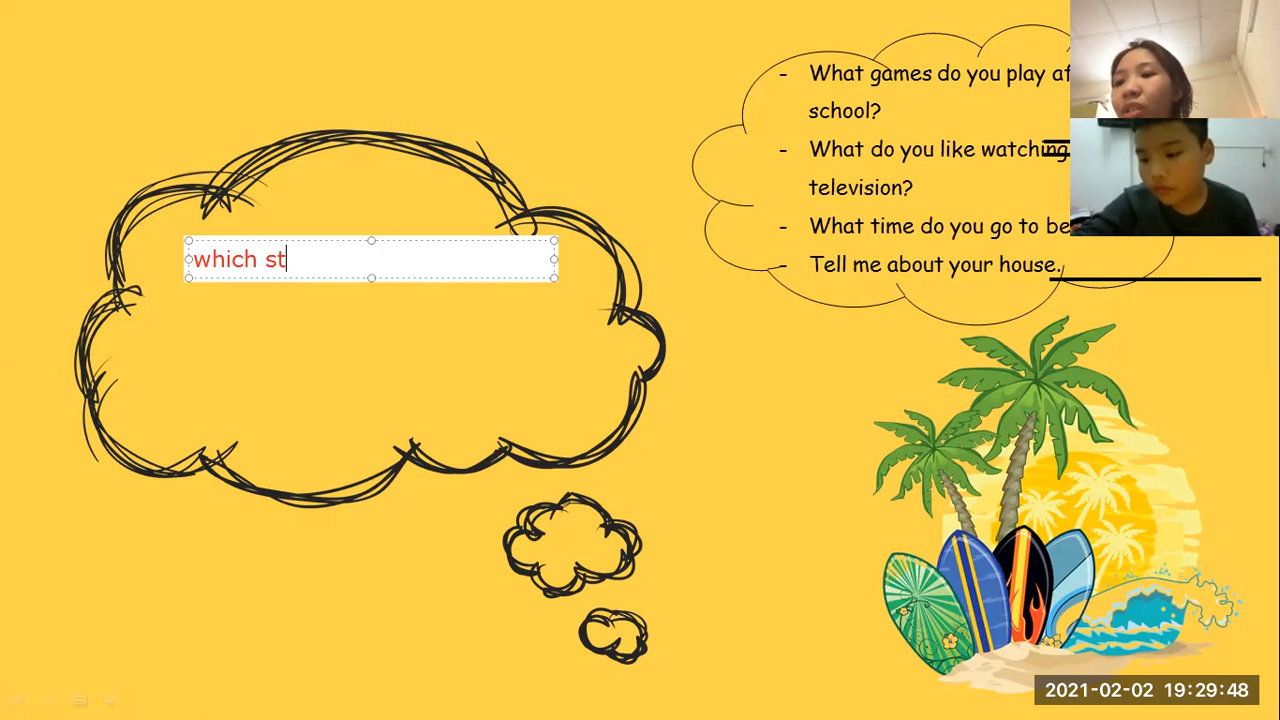 which st
- What games do you play af
school?
- What do you like watching
television?
- What time do you go to be
- Tell me about your house.
2021-02-02 19:29:48